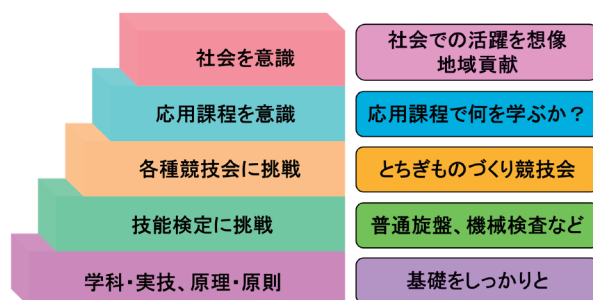 社会を意識
社会での活躍を想像
地域貢献
応用課程を意識
応用課程で何を学ぶか？
各種競技会に挑戦
とちぎものづくり競技会
技能検定に挑戦
普通旋盤、機械検査など
学科・実技、原理・原則
基礎をしっかりと